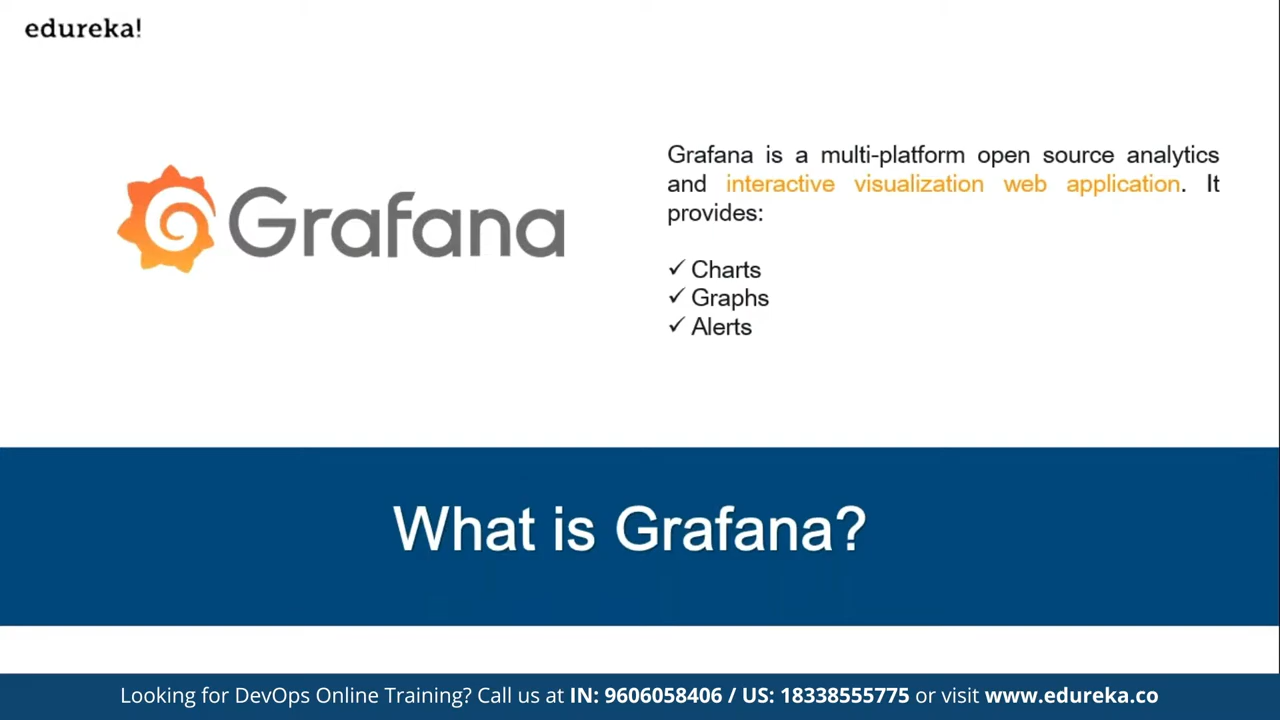 edureka!
Grafana
Grafana is a multi-platform open source analytics
and interactive visualization web application. It
provides:
✓ Charts
✓ Graphs
✓ Alerts
What is Grafana?
Looking for DevOps Online Training? Call us at IN: 9606058406 / US: 18338555775 or visit www.edureka.co